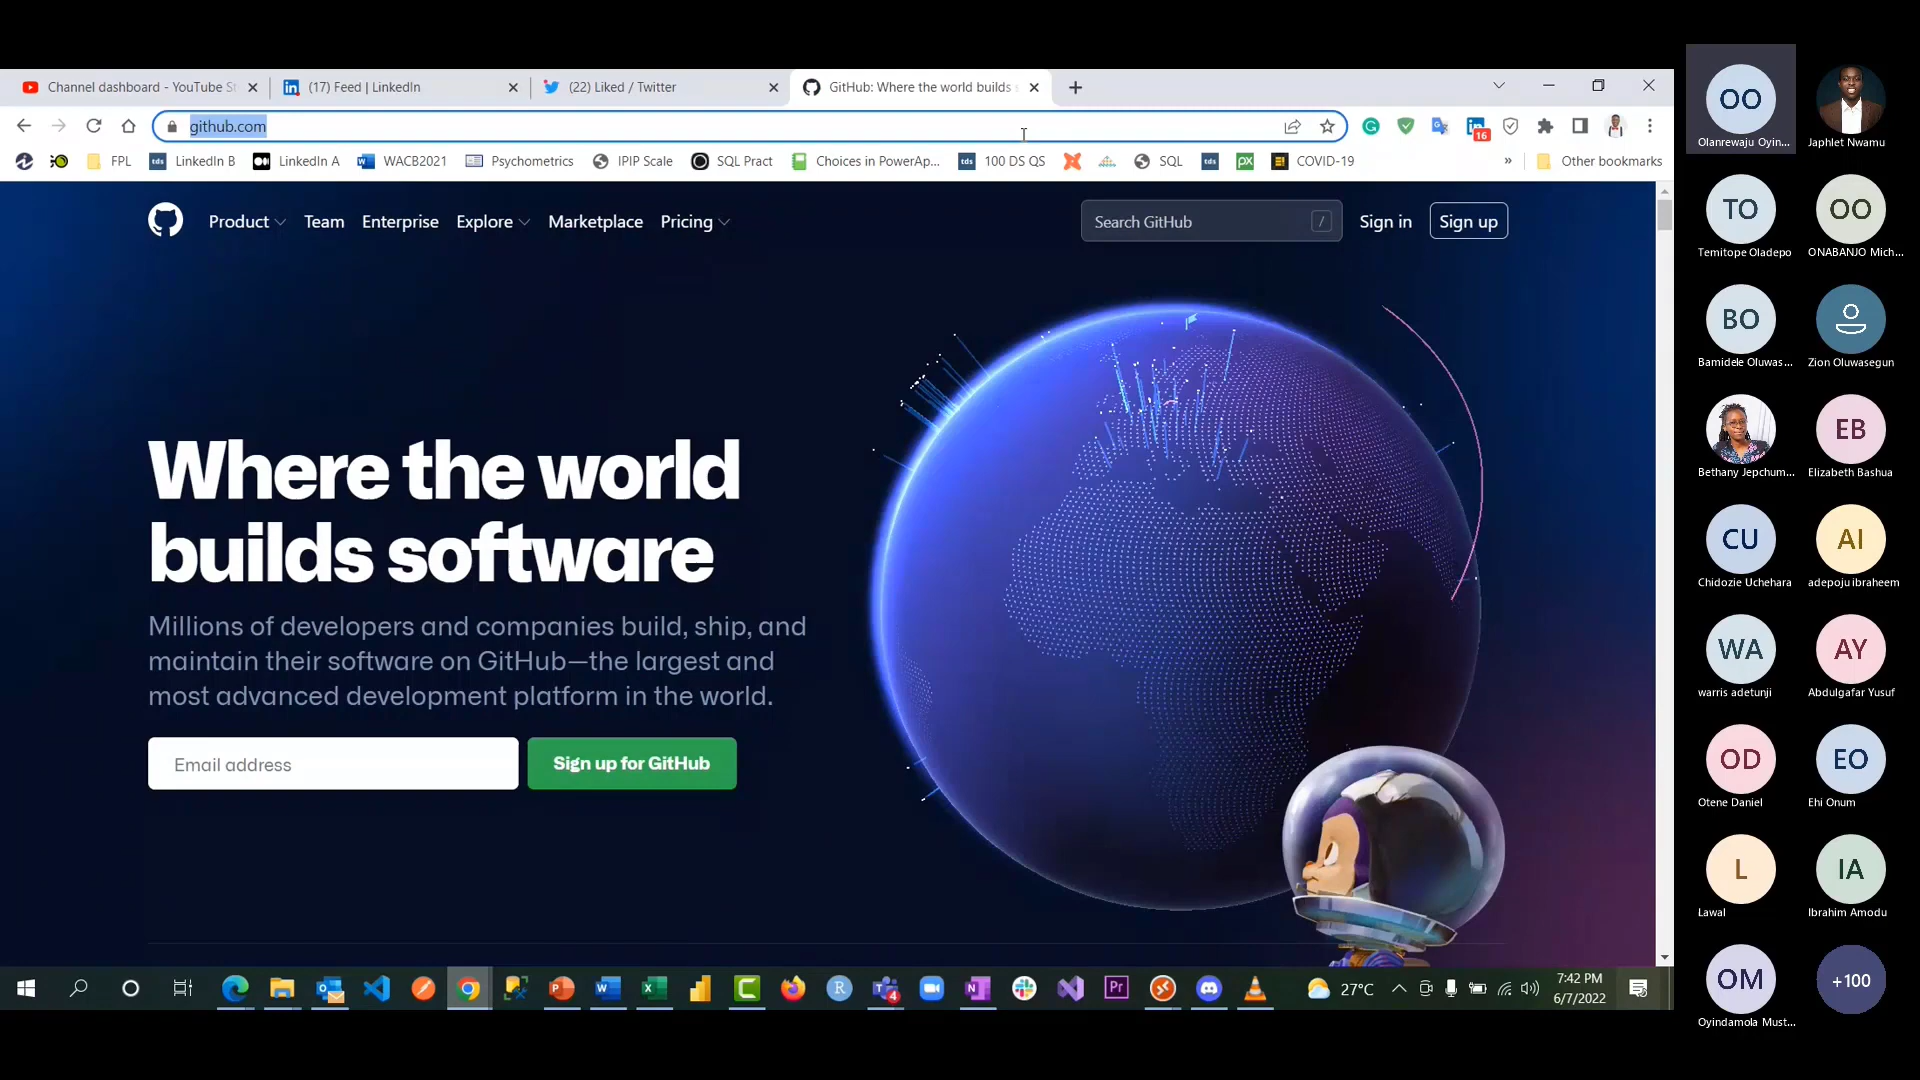 Channel dashboard - YouTube St
(17) Feed | LinkedIn
(22) Liked / Twitter
GitHub: Where the world builds s
github.com
16
FPL
tds
LinkedIn B
LinkedIn A
WACB2021
Psychometrics
IPIP Scale
SQL Pract
Choices in PowerAp...
tds
100 DS QS
SQL
tds
px
COVID-19
»
Other bookmarks
Product
Team
Enterprise
Explore
Marketplace
Pricing
Search GitHub
/
Sign in
Sign up
Where the world
builds software
Millions of developers and companies build, ship, and
maintain their software on GitHub—the largest and
most advanced development platform in the world.
Email address
Sign up for GitHub
27°C
7:42 PM
6/7/2022
OO
Olanrewaju Oyin...
Japhlet Nwamu
TO
Temitope Oladepo
OO
ONABANJO Mich...
BO
Bamidele Oluwas...
Zion Oluwasegun
Bethany Jepchum...
EB
Elizabeth Bashua
CU
Chidozie Uchehara
AI
adepoju ibraheem
WA
warris adetunji
AY
Abdulgafar Yusuf
OD
Otene Daniel
EO
Ehi Onum
L
Lawal
IA
Ibrahim Amodu
OM
Oyindamola Must...
+100